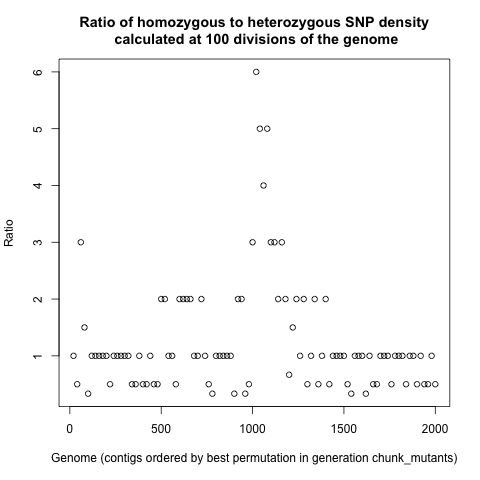 Ratio of homozygous to heterozygous SNP density
calculated at 100 divisions of the genome
Ratio
6
5
4
3
2
1
0 500 1000 1500 2000
Genome (contigs ordered by best permutation in generation chunk_mutants)